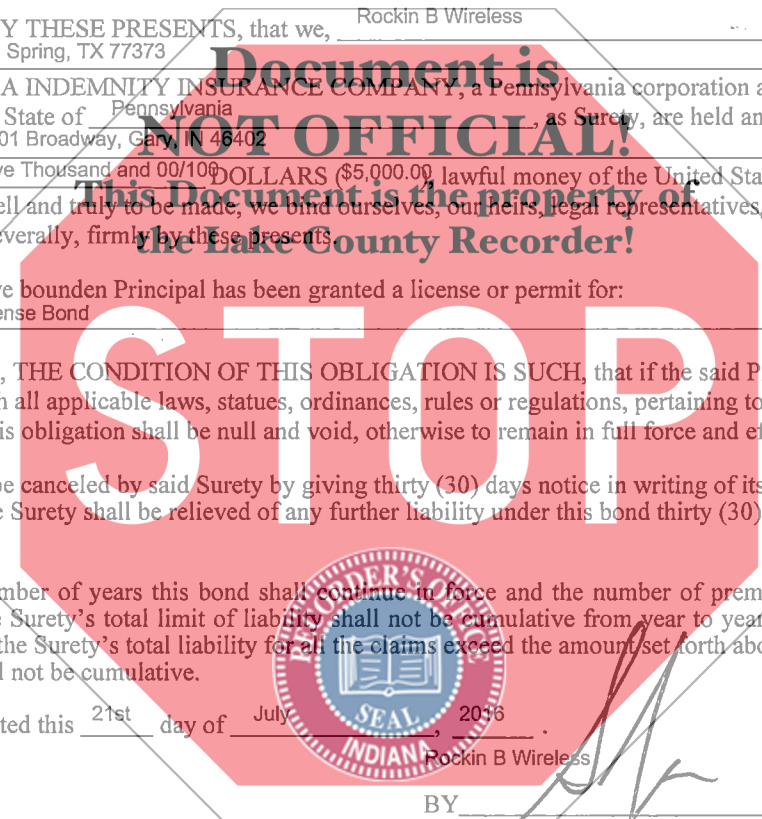 Y THESE PRESENTS, that we, Rockin B Wireless
Spring, TX 77373
Document is
A INDEMNITY INSURANCE COMPANY, a Pennsylvania corporation a
State of Pennsylvania, as Surety, are held an
NOT OFFICIAL!
01 Broadway, Gary, IN 46402
ve Thousand and 00/100 DOLLARS ($5,000.00, lawful money of the United Sta
This Document is the property of
ell and truly to be made, we bind ourselves, our heirs, legal representatives,
everally, firmly by these presents.
the Lake County Recorder!
ve bounden Principal has been granted a license or permit for:
ense Bond
STOP
, THE CONDITION OF THIS OBLIGATION IS SUCH, that if the said P
h all applicable laws, statues, ordinances, rules or regulations, pertaining to
is obligation shall be null and void, otherwise to remain in full force and ef
be canceled by said Surety by giving thirty (30) days notice in writing of its
e Surety shall be relieved of any further liability under this bond thirty (30)
mber of years this bond shall continue in force and the number of prem
e Surety's total limit of liability shall not be cumulative from year to year
the Surety's total liability for all the claims exceed the amount set forth abo
l not be cumulative.
RECORDER'S OFFICE
SEAL
INDIANA
ted this 21st day of July, 2016.
Rockin B Wireless
BY